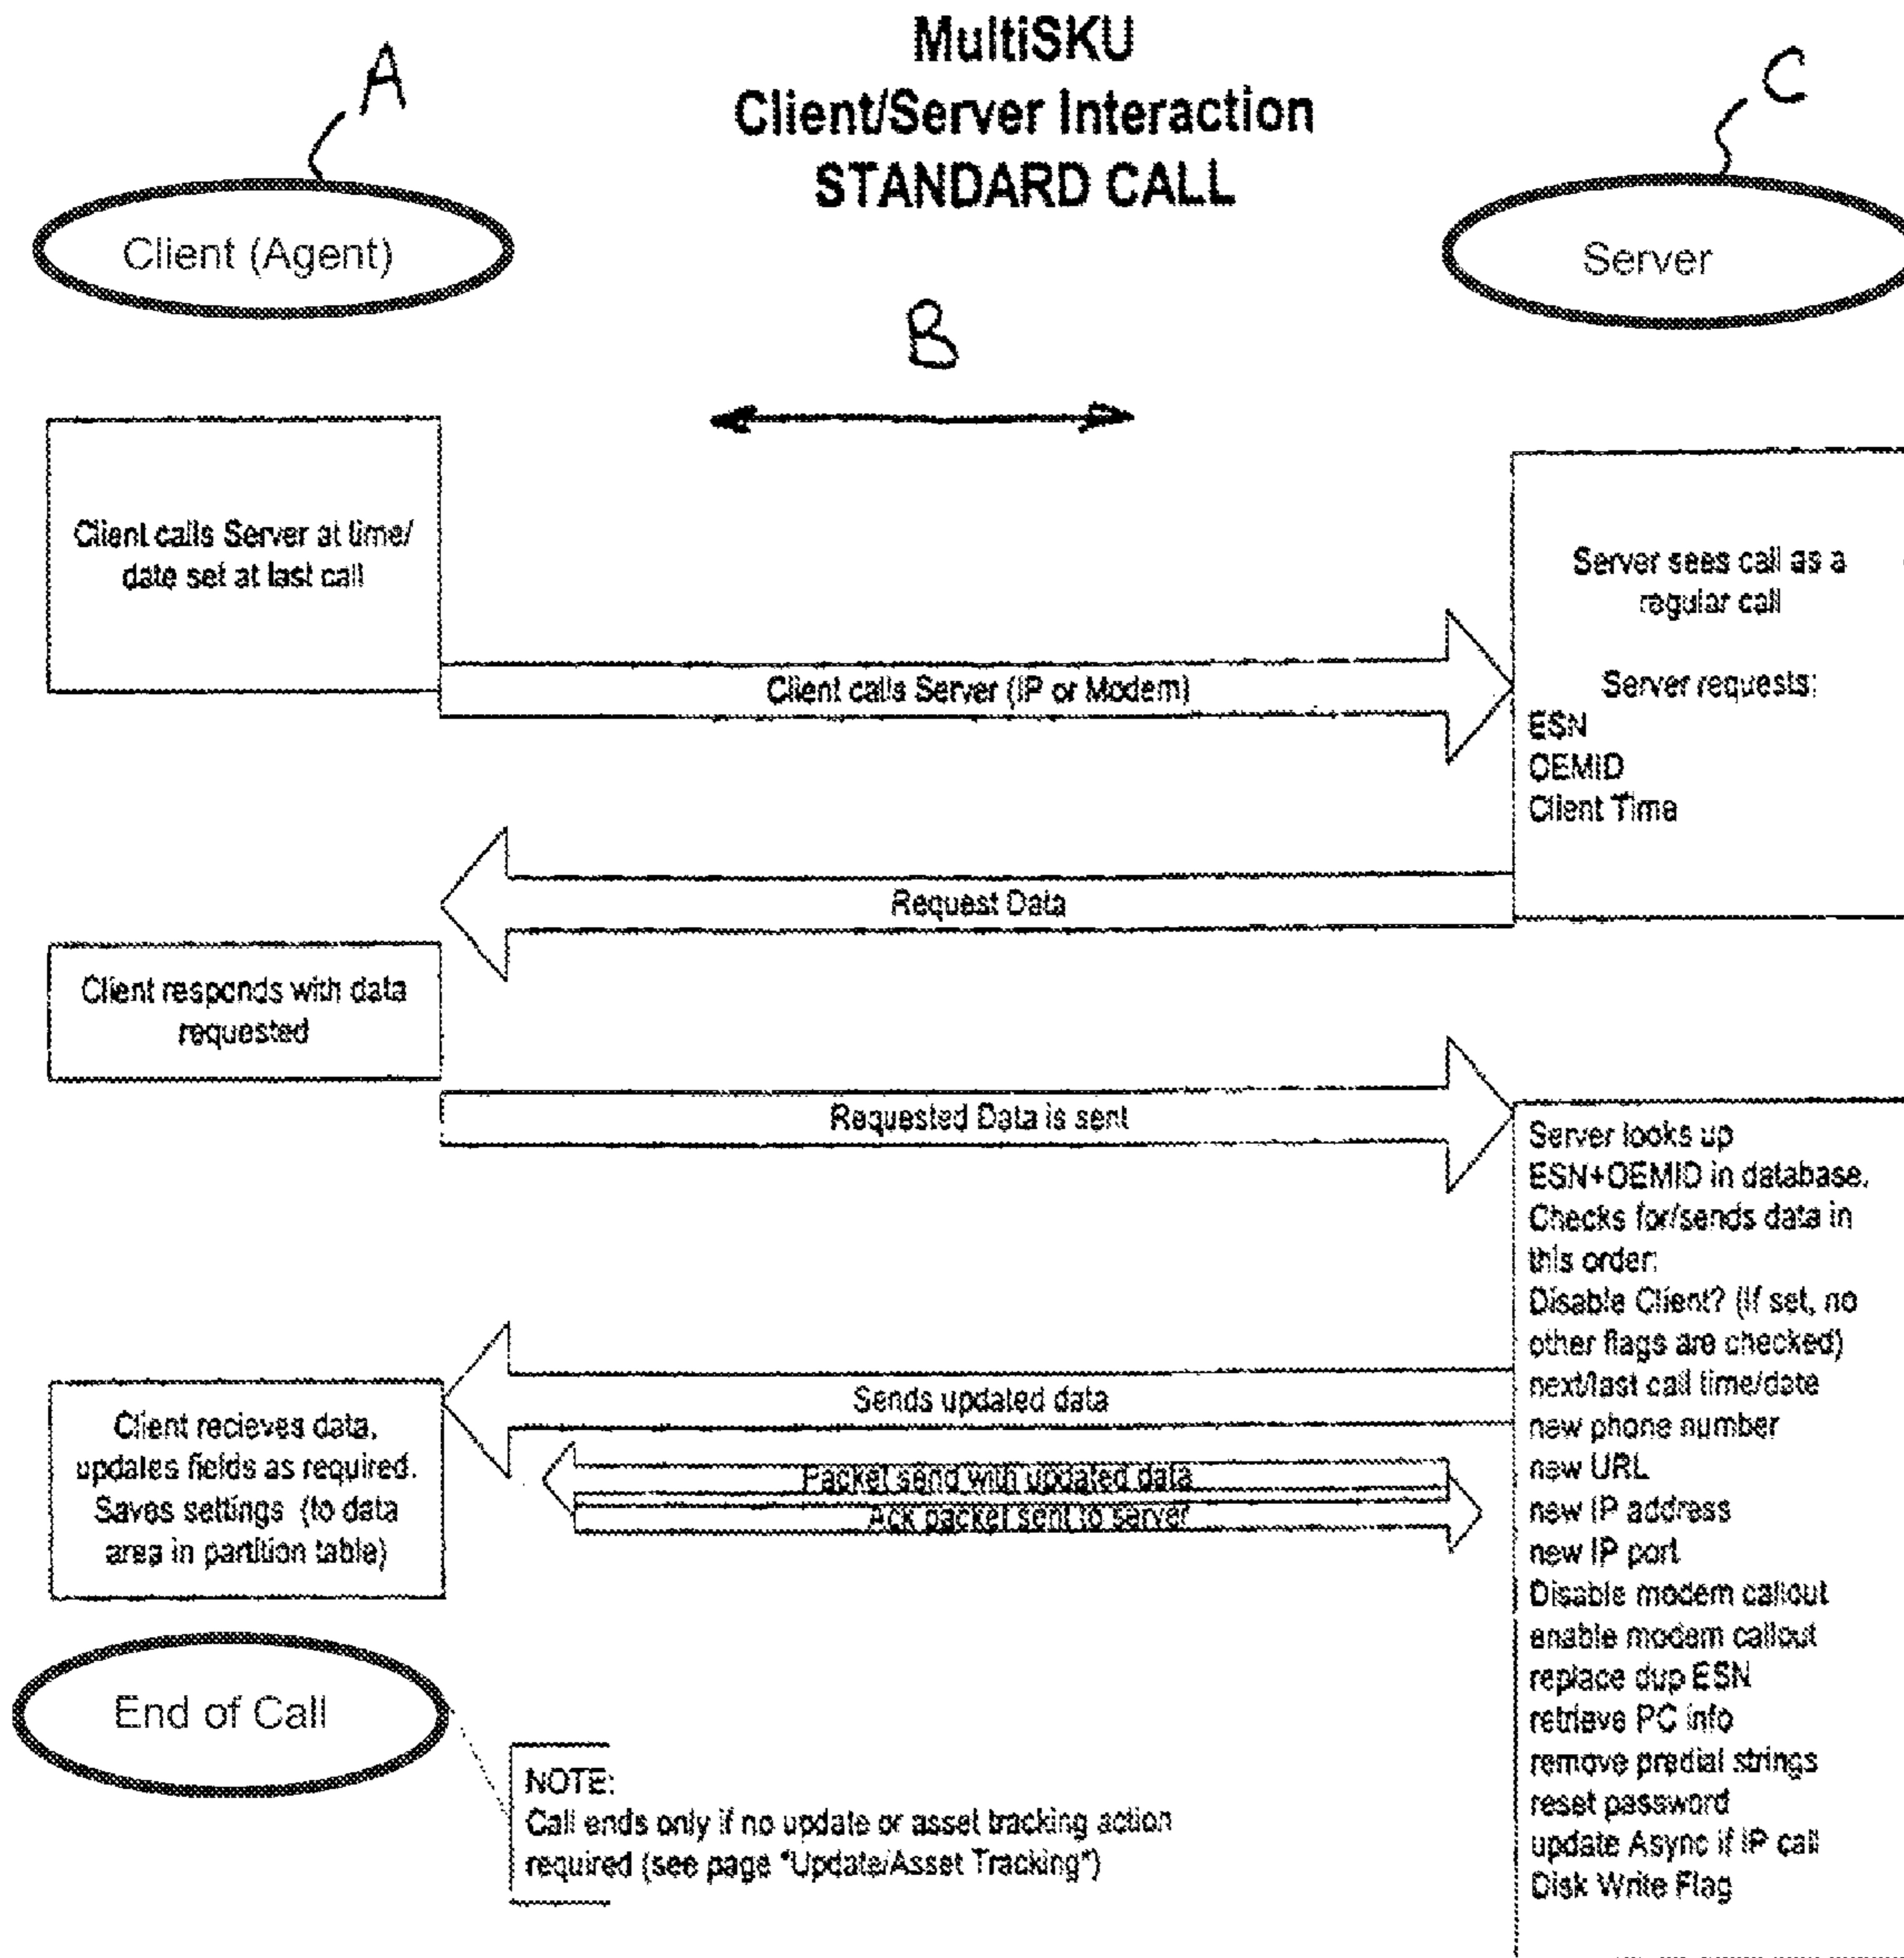 MultiSKU
Client/Server Interaction
STANDARD CALL
A
C
Client (Agent)
Server
B
Client calls Server at time/
date set at last call
Server sees call as a
regular call
Server requests:
ESN
OEMID
Client Time
Client calls Server (IP or Modem)
Request Data
Client responds with data
requested
Requested Data is sent
Server looks up
ESN+OEMID in database.
Checks for/sends data in
this order:
Disable Client? (If set, no
other flags are checked)
next/last call time/date
new phone number
new URL
new IP address
new IP port
Disable modem callout
enable modem callout
replace dup ESN
retrieve PC info
remove predial strings
reset password
update Async if IP call
Disk Write Flag
Sends updated data
Packet send with updated data
Ack packet sent to server
Client recieves data,
updates fields as required.
Saves settings (to data
area in partition table)
End of Call
NOTE:
Call ends only if no update or asset tracking action
required (see page "Update/Asset Tracking")